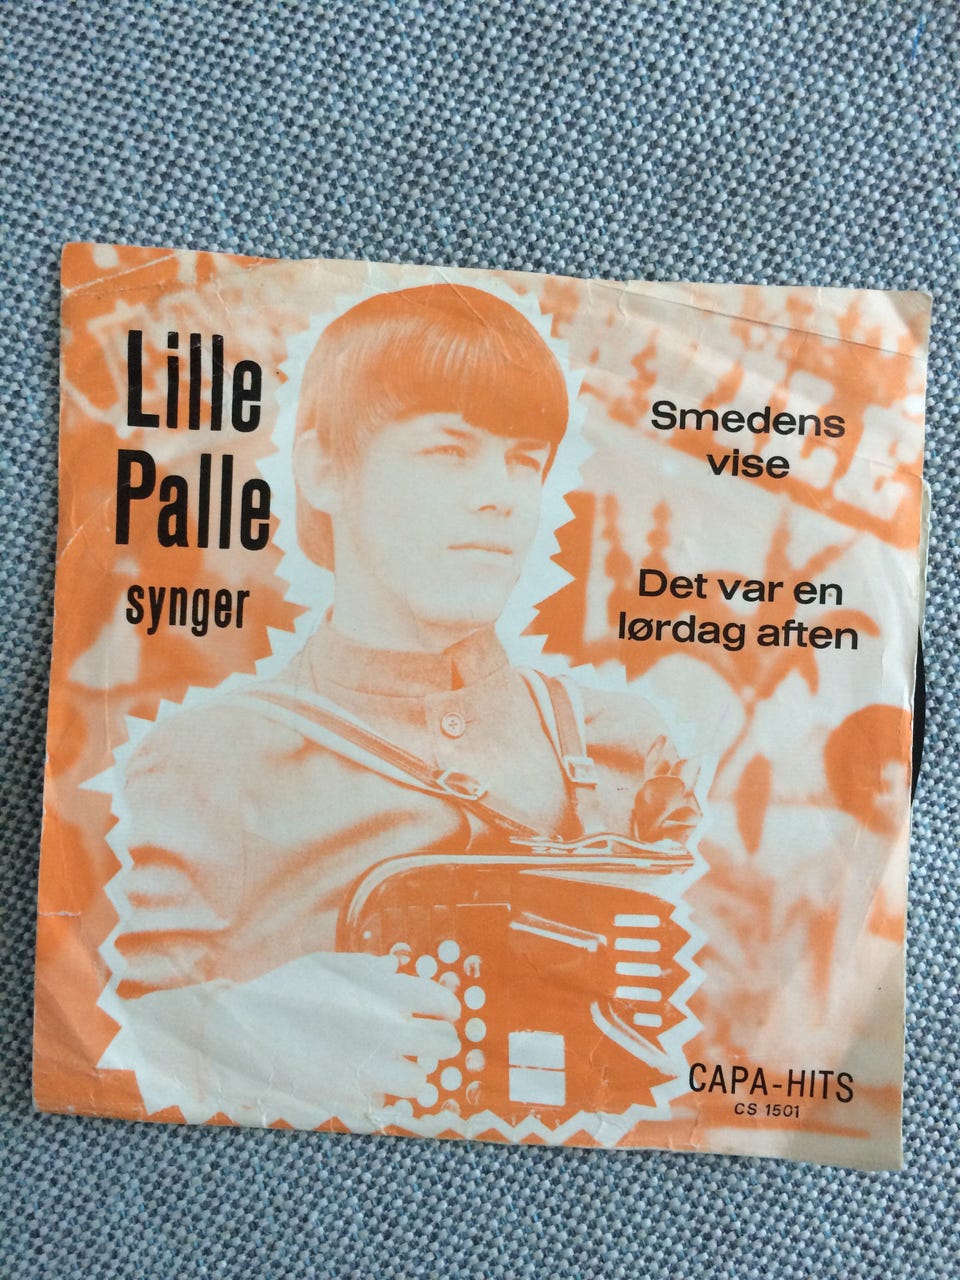 Lille
Palle
synger
Smedens
vise
Det var en
lørdag aften
CAPA-HITS
CS 1501